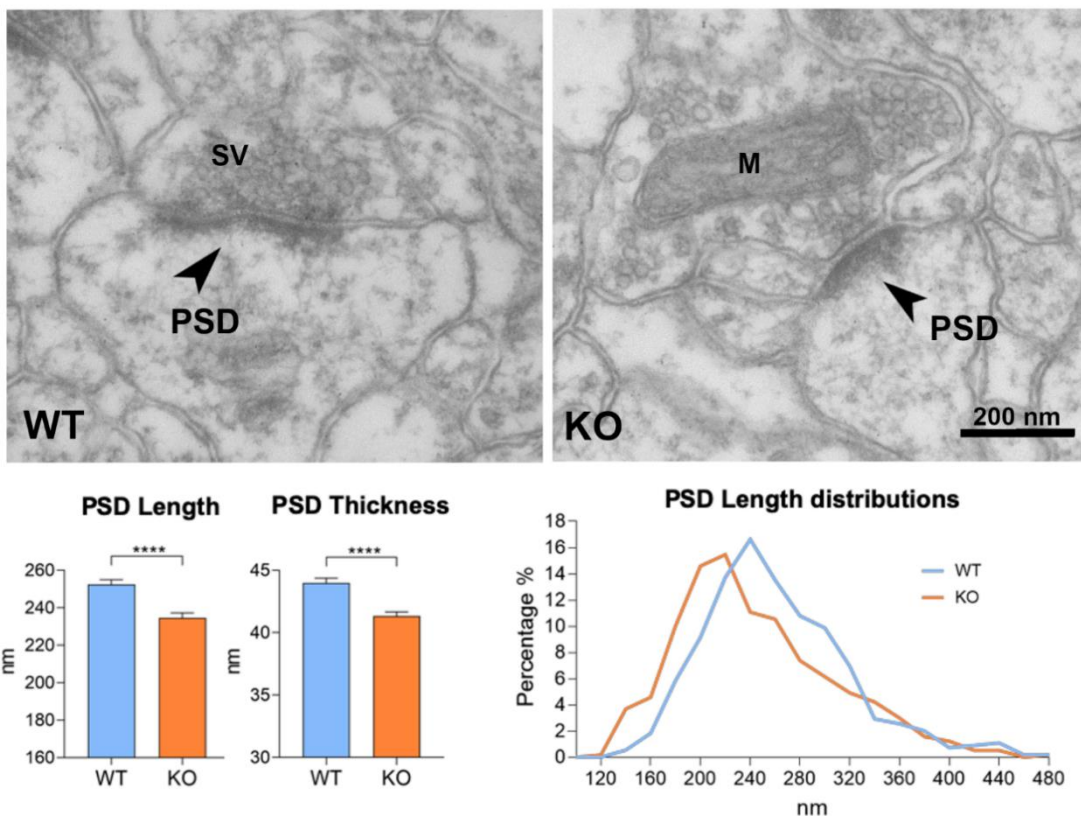 SV
PSD
WT
M
PSD
KO
200 nm
PSD Length
****
260
240
220
200
180
160
nm
WT
KO
PSD Thickness
****
45
40
35
30
nm
WT
KO
PSD Length distributions
18
16
14
12
10
8
6
4
2
0
Percentage %
WT
KO
120 160 200 240 280 320 360 400 440 480
nm